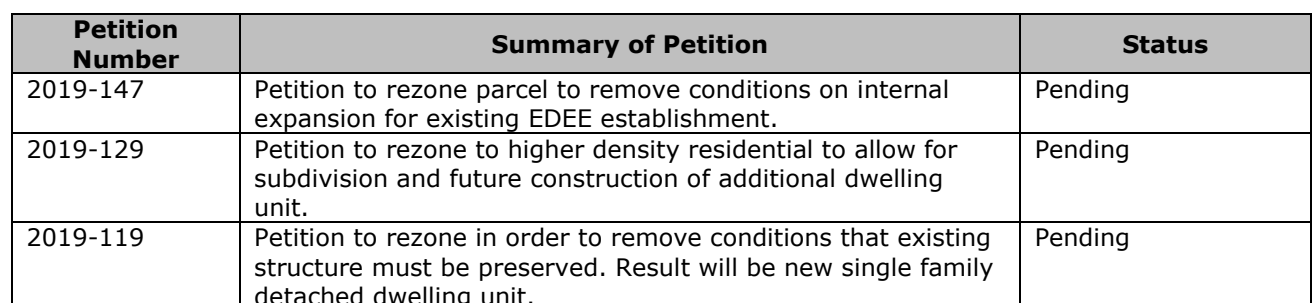 Petition Number Summary of Petition Status
2019-147 Petition to rezone parcel to remove conditions on internal Pending
expansion for existing EDEE establishment.
2019-129 Petition to rezone to higher density residential to allow for Pending
subdivision and future construction of additional dwelling
unit.
2019-119 Petition to rezone in order to remove conditions that existing Pending
structure must be preserved. Result will be new single family
detached dwelling unit.